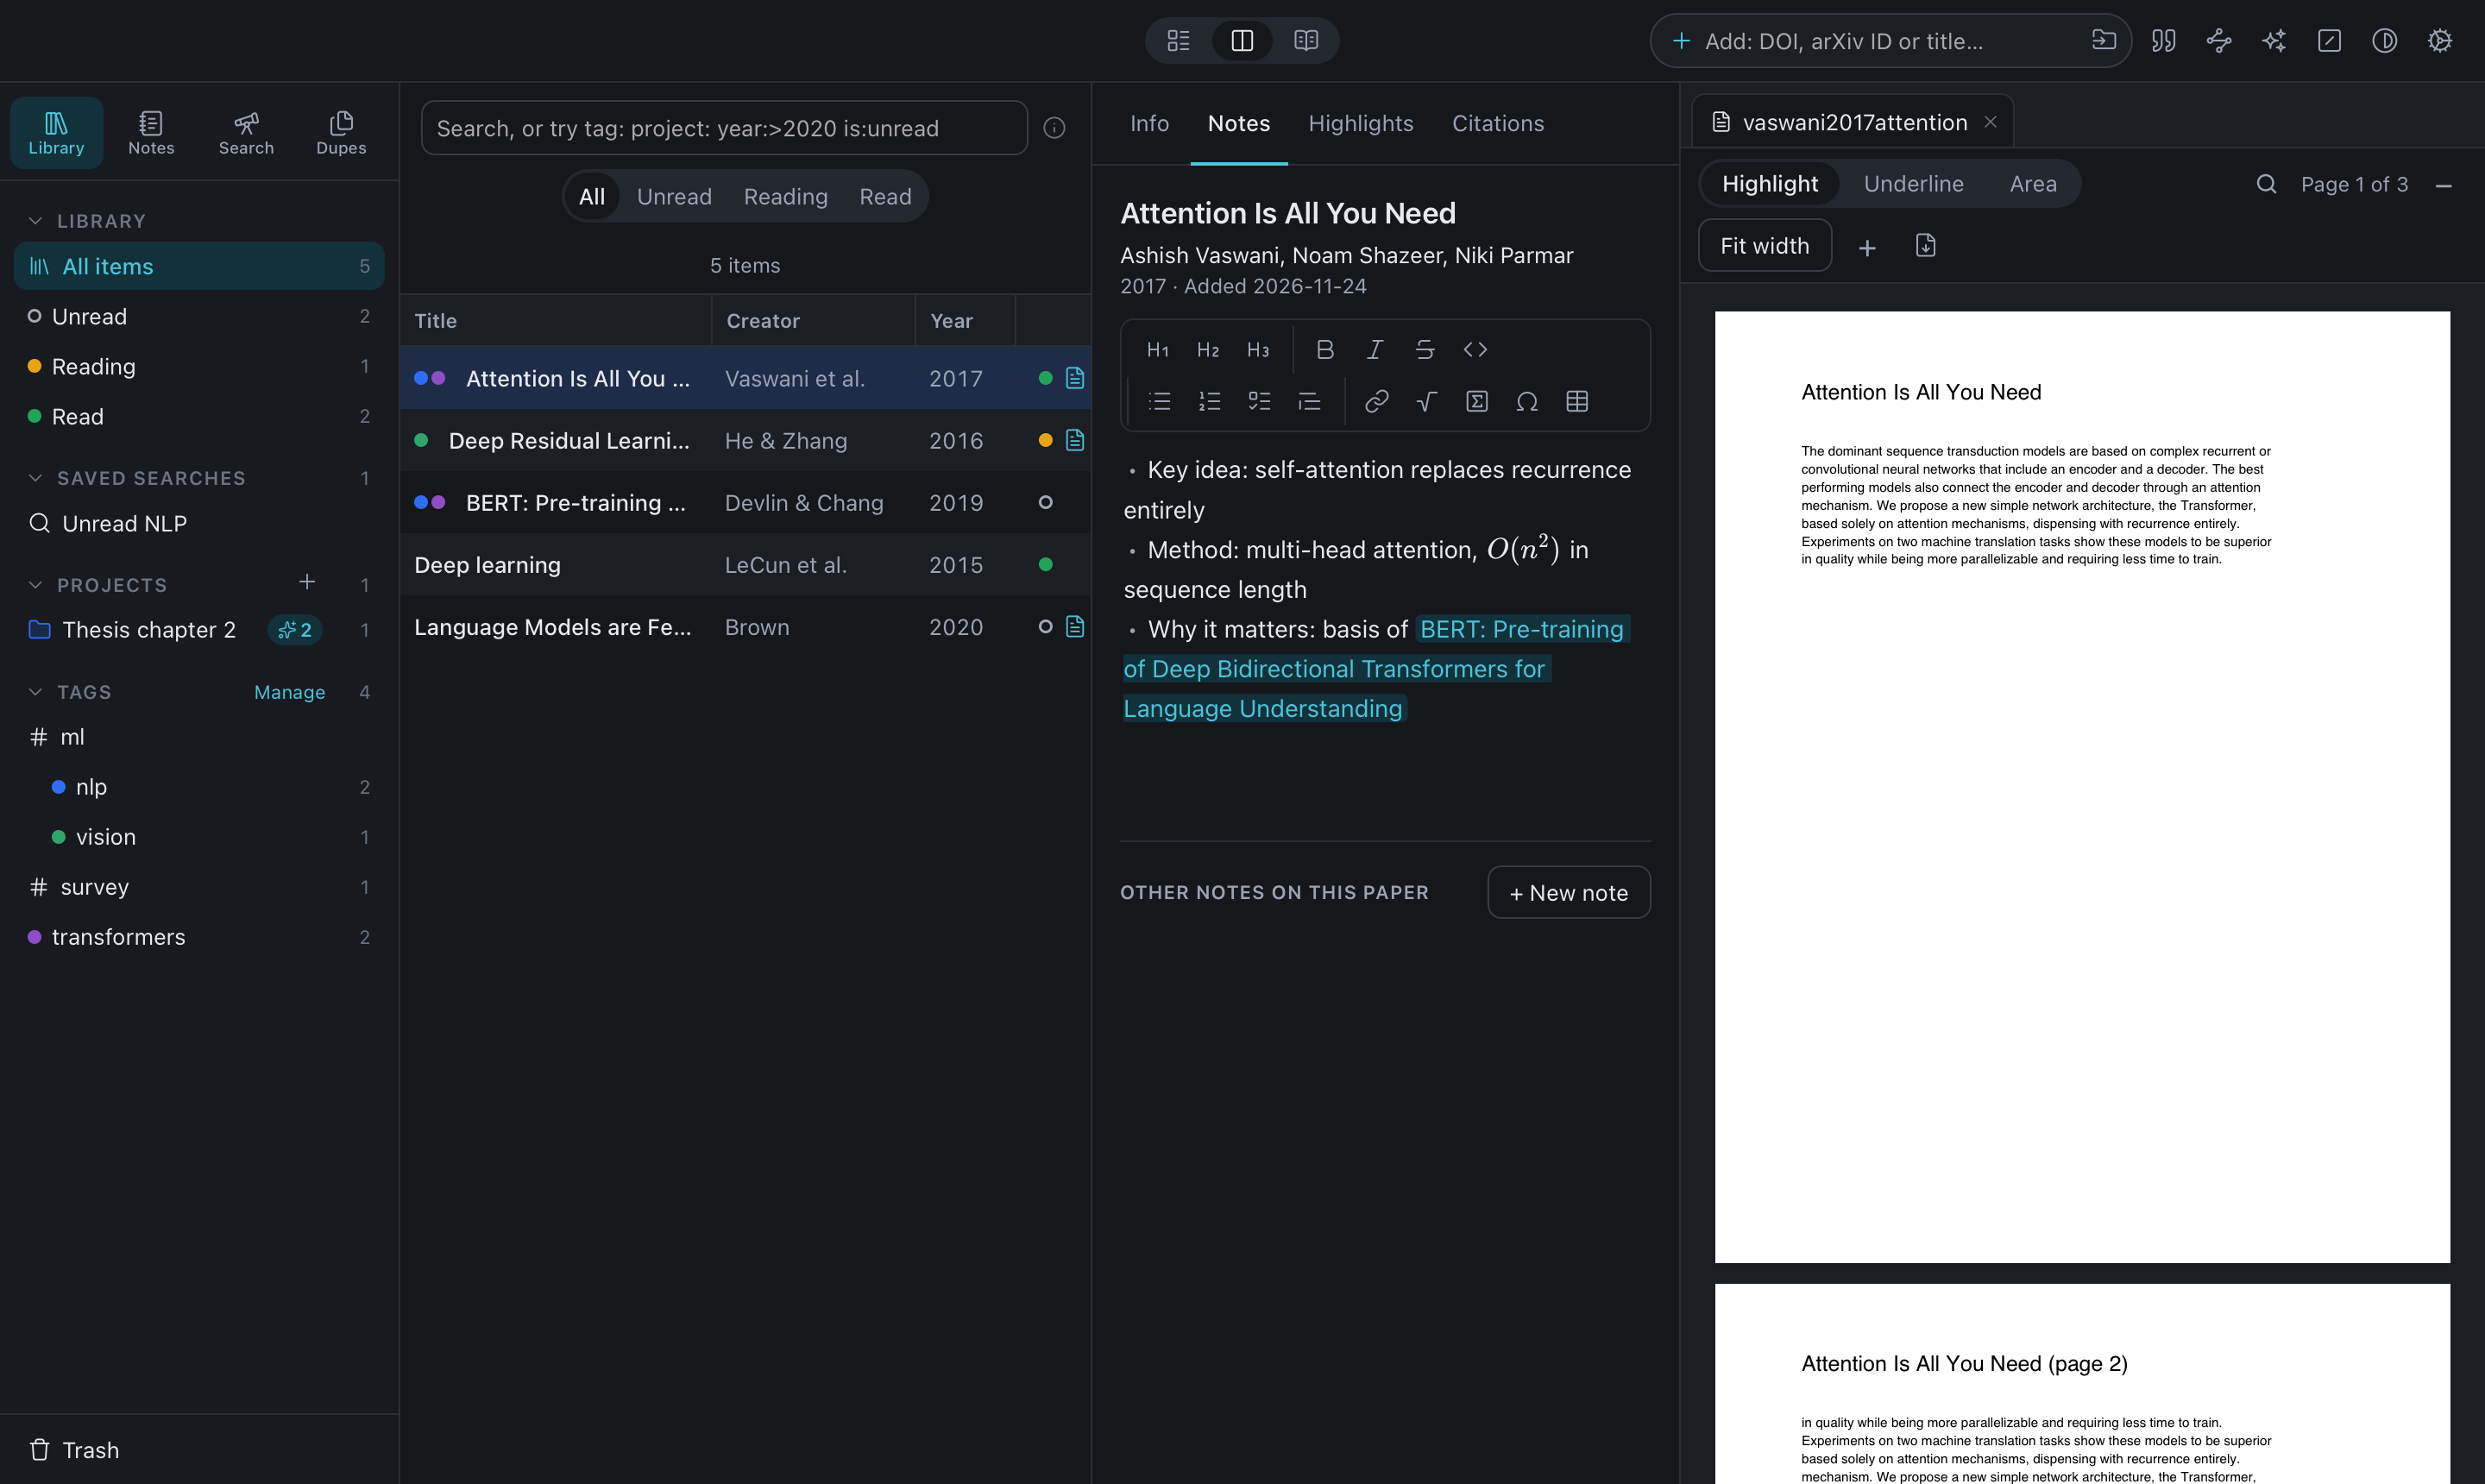 Add: DOI, arXiv ID or title...
Library
Notes
Search
Dupes
LIBRARY
All items 5
Unread 2
Reading 1
Read 2
SAVED SEARCHES 1
Unread NLP
PROJECTS + 1
Thesis chapter 2 2 1
TAGS Manage 4
# ml
nlp 2
vision 1
# survey 1
transformers 2
Trash
Search, or try tag: project: year:>2020 is:unread
All Unread Reading Read
5 items
Title Creator Year
Attention Is All You ... Vaswani et al. 2017
Deep Residual Learni... He & Zhang 2016
BERT: Pre-training ... Devlin & Chang 2019
Deep learning LeCun et al. 2015
Language Models are Fe... Brown 2020
Info Notes Highlights Citations
Attention Is All You Need
Ashish Vaswani, Noam Shazeer, Niki Parmar
2017 · Added 2026-11-24
H1 H2 H3 B I S <>
• Key idea: self-attention replaces recurrence
entirely
• Method: multi-head attention, O(n²) in
sequence length
• Why it matters: basis of BERT: Pre-training
of Deep Bidirectional Transformers for
Language Understanding
OTHER NOTES ON THIS PAPER
+ New note
vaswani2017attention
Highlight Underline Area
Page 1 of 3
Fit width
Attention Is All You Need
The dominant sequence transduction models are based on complex recurrent or
convolutional neural networks that include an encoder and a decoder. The best
performing models also connect the encoder and decoder through an attention
mechanism. We propose a new simple network architecture, the Transformer,
based solely on attention mechanisms, dispensing with recurrence entirely.
Experiments on two machine translation tasks show these models to be superior
in quality while being more parallelizable and requiring less time to train.
Attention Is All You Need (page 2)
in quality while being more parallelizable and requiring less time to train.
Experiments on two machine translation tasks show these models to be superior
based solely on attention mechanisms, dispensing with recurrence entirely.
mechanism. We propose a new simple network architecture, the Transformer,